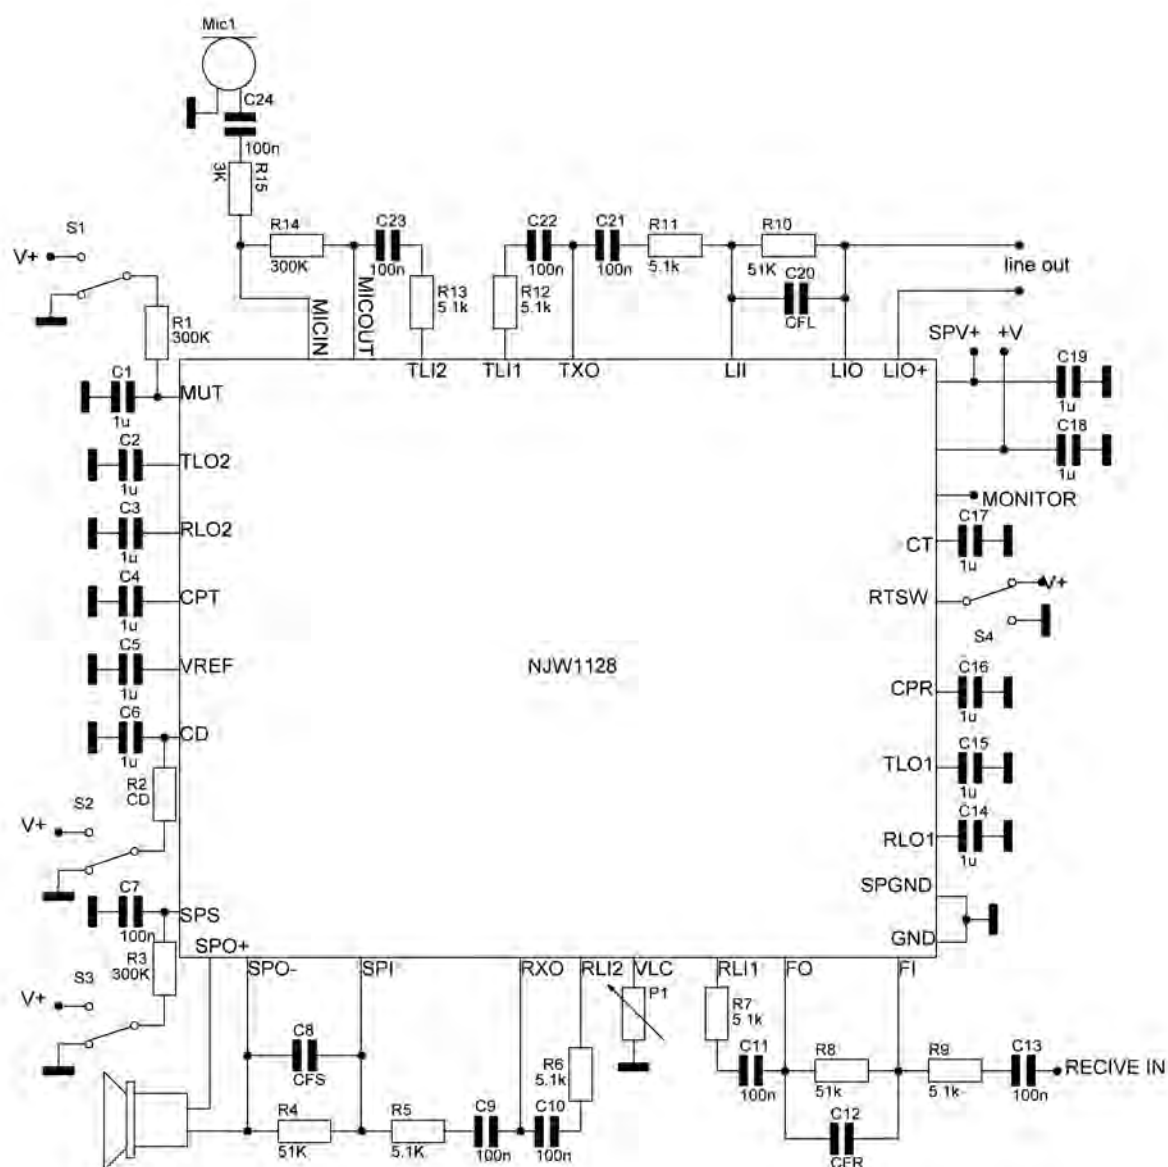 Mic1
C24
100n
R15
3K
S1
V+
R14
300K
C23
100n
R13
5.1k
C22
100n
C21
100n
R12
5.1k
R11
5.1k
R10
51K
C20
CFL
line out
R1
300K
MICIN
MICOUT
TLI2
TLI1
TXO
LII
LIO
LIO+
SPV+
+V
C19
1u
C18
1u
C1
1u
MUT
C2
1u
TLO2
C3
1u
RLO2
C4
1u
CPT
C5
1u
VREF
C6
1u
CD
MONITOR
C17
1u
CT
RTSW
V+
S4
NJW1128
C16
1u
CPR
C15
1u
TLO1
C14
1u
RLO1
SPGND
GND
R2
CD
S2
V+
C7
100n
SPS
SPO+
R3
300K
S3
V+
SPO-
SPI
RXO
RLI2
VLC
RLI1
FO
FI
P1
R7
5.1k
C8
CFS
R6
5.1k
C11
100n
R8
51k
R9
5.1k
C13
100n
RECIVE IN
C12
CFR
R4
51K
R5
5.1K
C9
100n
C10
100n